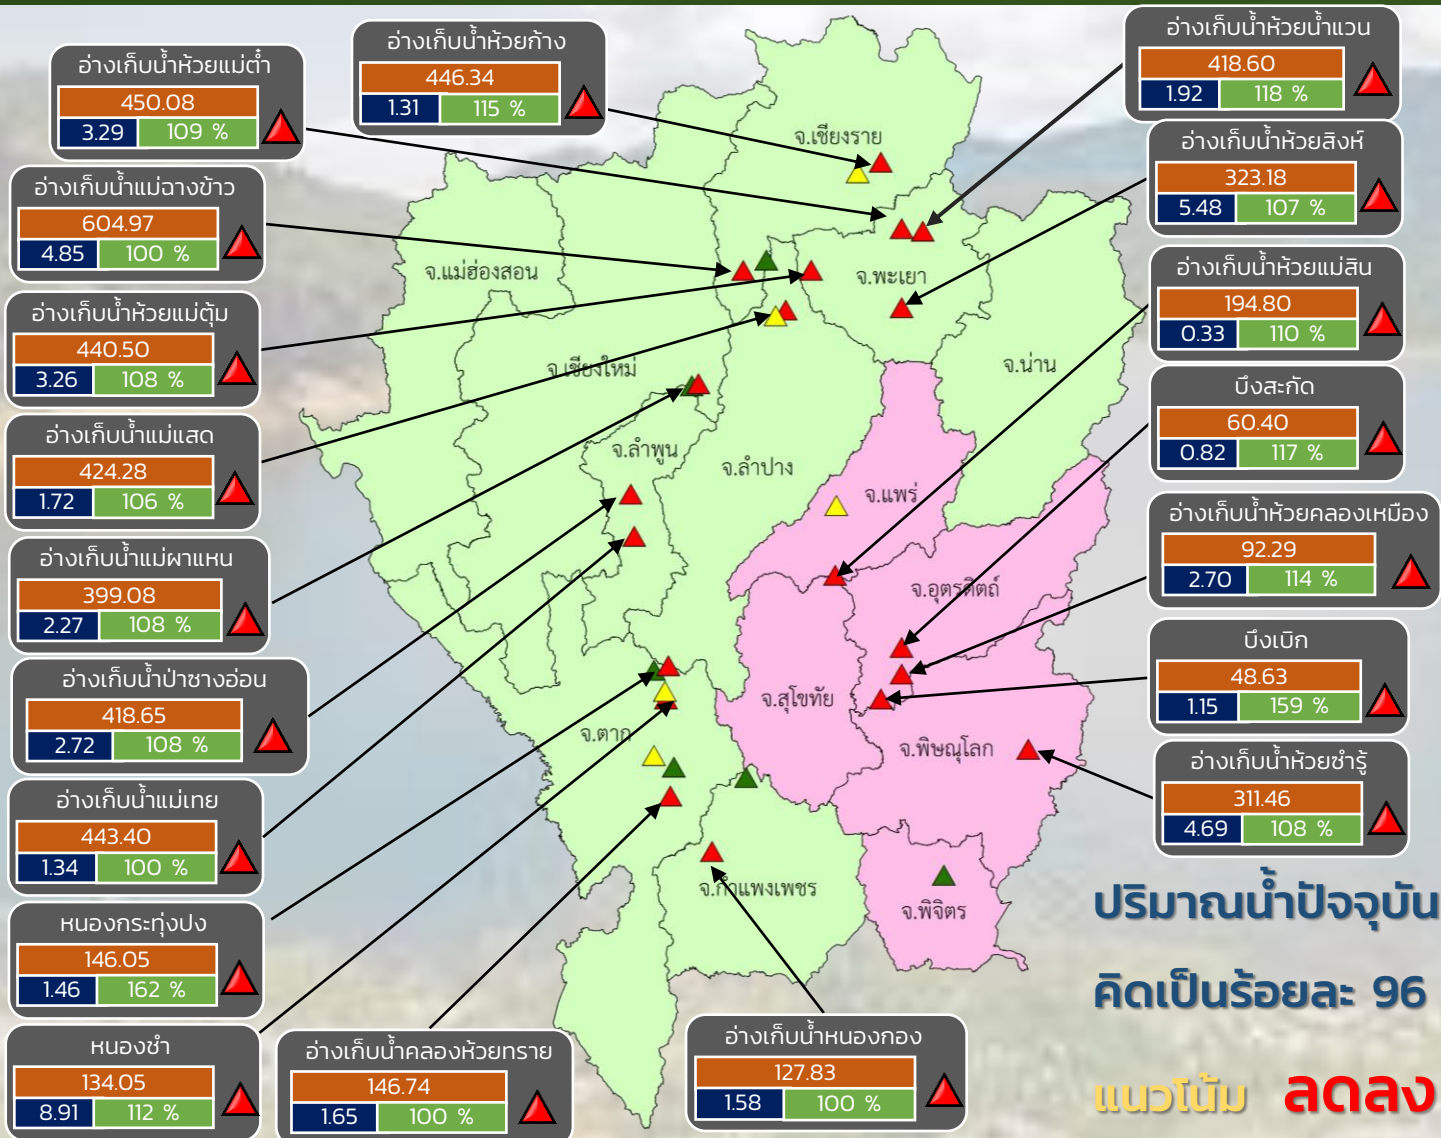 อ่างเก็บน้ำห้วยแม่ต่ำ
450.08
3.29 109 %
อ่างเก็บน้ำห้วยก้าง
446.34
1.31 115 %
อ่างเก็บน้ำห้วยน้ำแวน
418.60
1.92 118 %
อ่างเก็บน้ำห้วยสิงห์
323.18
5.48 107 %
อ่างเก็บน้ำแม่ฉางข้าว
604.97
4.85 100 %
อ่างเก็บน้ำห้วยแม่สิน
194.80
0.33 110 %
อ่างเก็บน้ำห้วยแม่ตุ้ม
440.50
3.26 108 %
บึงสะกัด
60.40
0.82 117 %
อ่างเก็บน้ำแม่แสด
424.28
1.72 106 %
อ่างเก็บน้ำห้วยคลองเหมือง
92.29
2.70 114 %
อ่างเก็บน้ำแม่ผาแหน
399.08
2.27 108 %
บึงเบิก
48.63
1.15 159 %
อ่างเก็บน้ำป่าซางอ่อน
418.65
2.72 108 %
อ่างเก็บน้ำห้วยซำรู้
311.46
4.69 108 %
อ่างเก็บน้ำแม่เทย
443.40
1.34 100 %
หนองกระทุ่งปง
146.05
1.46 162 %
หนองชำ
134.05
8.91 112 %
อ่างเก็บน้ำคลองห้วยทราย
146.74
1.65 100 %
อ่างเก็บน้ำหนองกอง
127.83
1.58 100 %
จ.เชียงราย
จ.แม่ฮ่องสอน
จ.พะเยา
จ.น่าน
จ.เชียงใหม่
จ.ลำพูน
จ.ลำปาง
จ.แพร่
จ.อุตรดิตถ์
จ.สุโขทัย
จ.ตาก
จ.พิษณุโลก
จ.กำแพงเพชร
จ.พิจิตร
ปริมาณน้ำปัจจุบัน
คิดเป็นร้อยละ 96
แนวโน้ม ลดลง